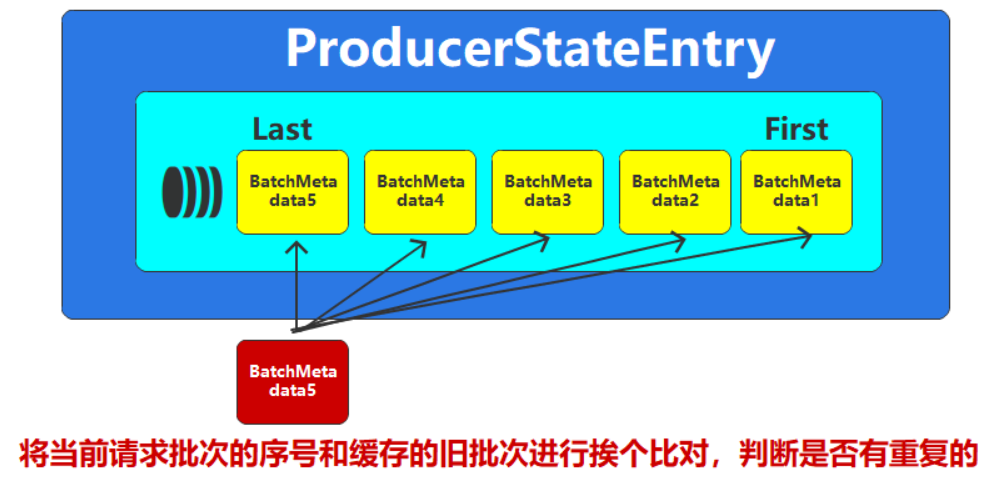 ProducerStateEntry
Last First
BatchMeta data5
BatchMeta data4
BatchMeta data3
BatchMeta data2
BatchMeta data1
BatchMeta data5
将当前请求批次的序号和缓存的旧批次进行挨个比对，判断是否有重复的